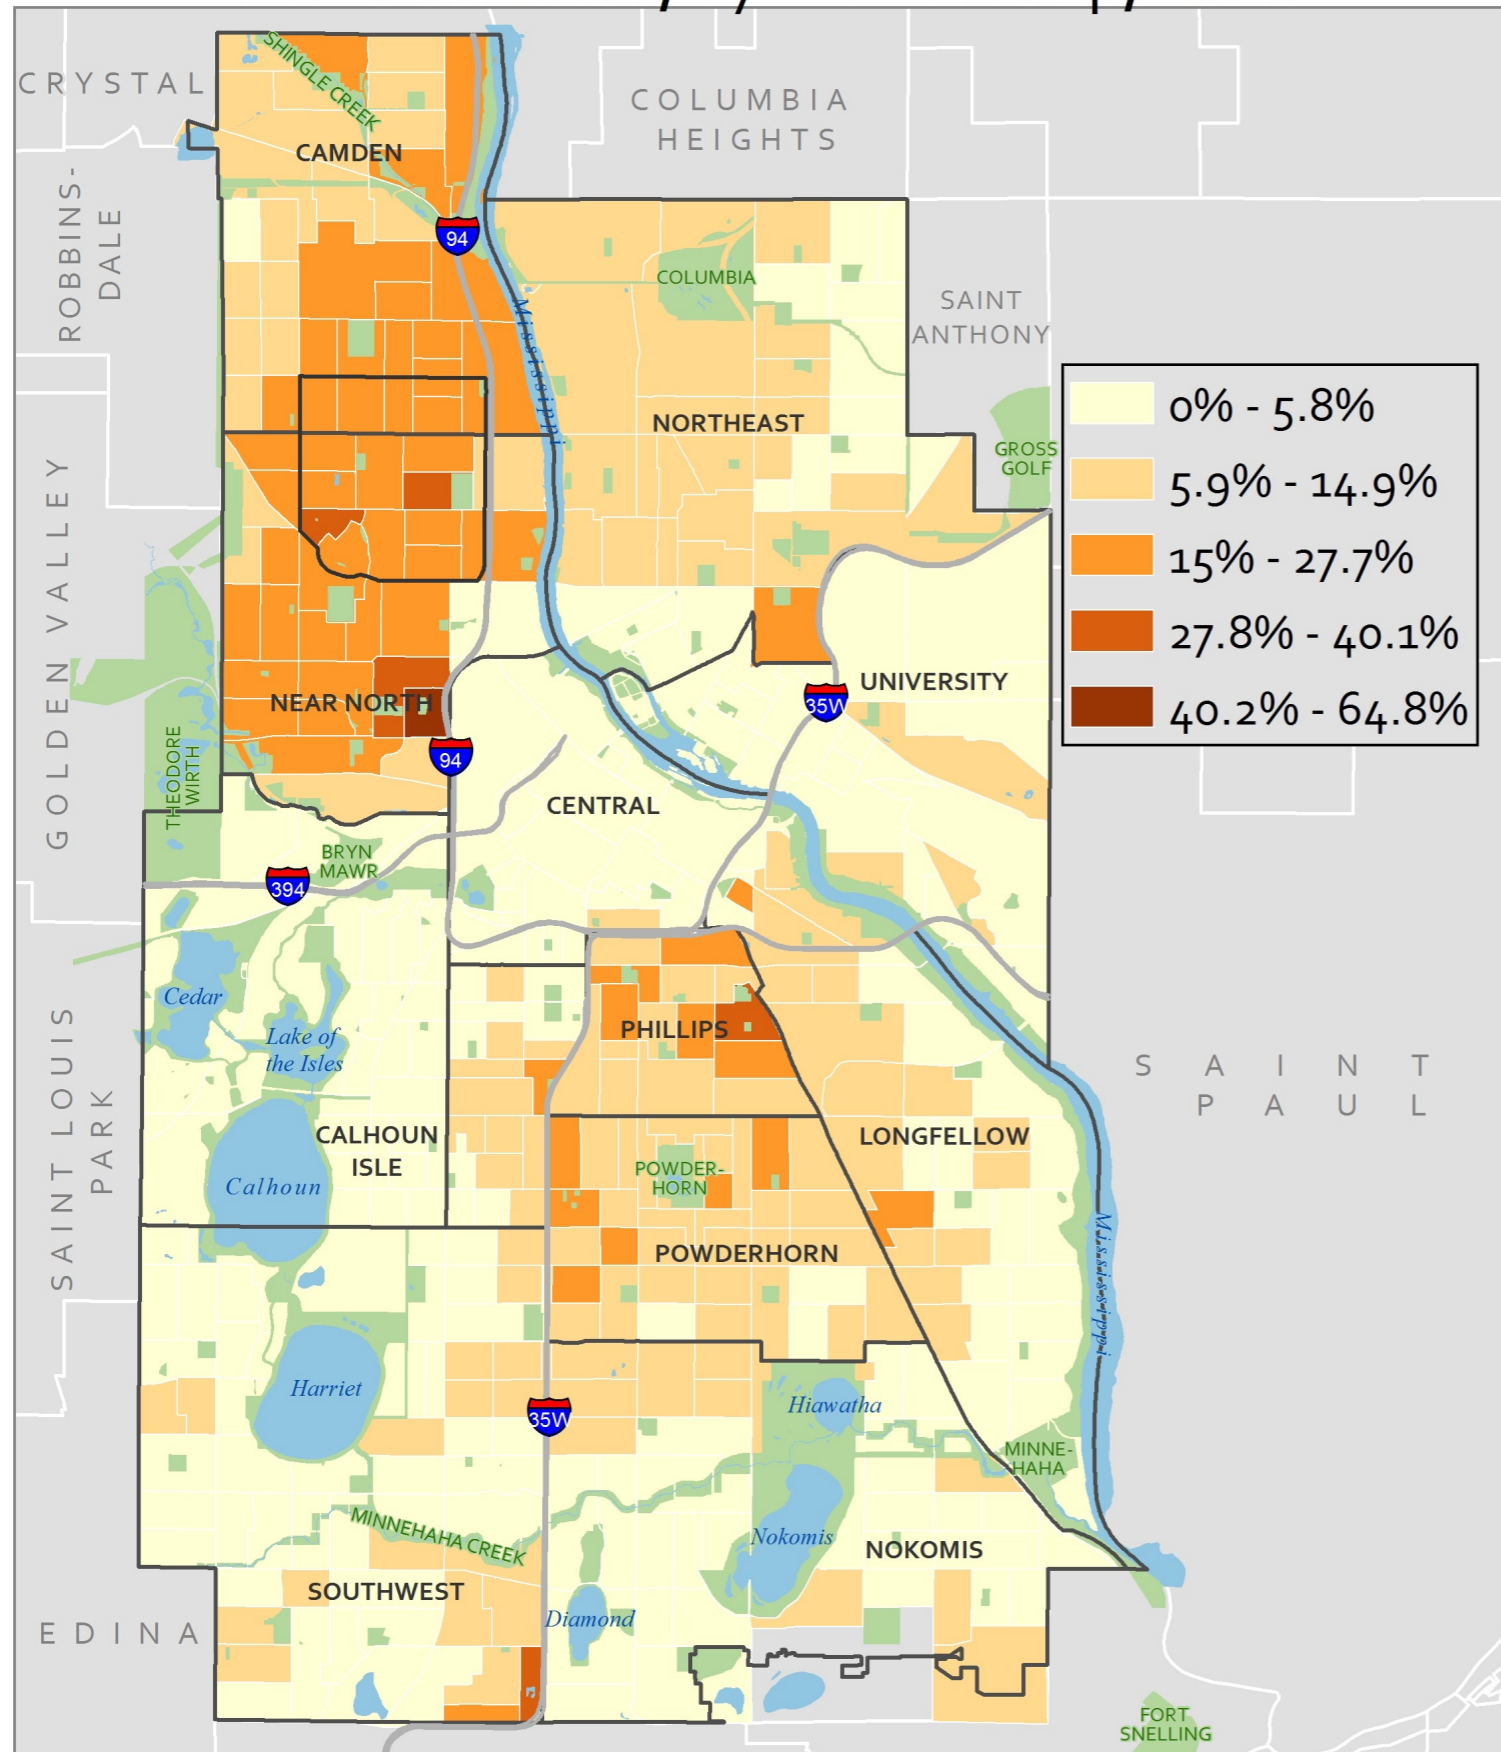 CRYSTAL
SHINGLE CREEK
COLUMBIA
HEIGHTS
CAMDEN
ROBBINS-
DALE
94
COLUMBIA
SAINT
ANTHONY
Mississippi
NORTHEAST
GROSS
GOLF
0% - 5.8%
5.9% - 14.9%
15% - 27.7%
27.8% - 40.1%
40.2% - 64.8%
GOLDEN VALLEY
NEAR NORTH
UNIVERSITY
35W
94
THEODORE
WIRTH
CENTRAL
BRYN
MAWR
394
Cedar
Lake of
the Isles
PHILLIPS
SAINT LOUIS
PARK
SAINT
PAUL
CALHOUN
ISLE
LONGFELLOW
Calhoun
POWDER-
HORN
POWDERHORN
Mississippi
Harriet
Hiawatha
35W
MINNE-
HAHA
MINNEHAHA CREEK
Nokomis
NOKOMIS
SOUTHWEST
Diamond
EDINA
FORT
SNELLING